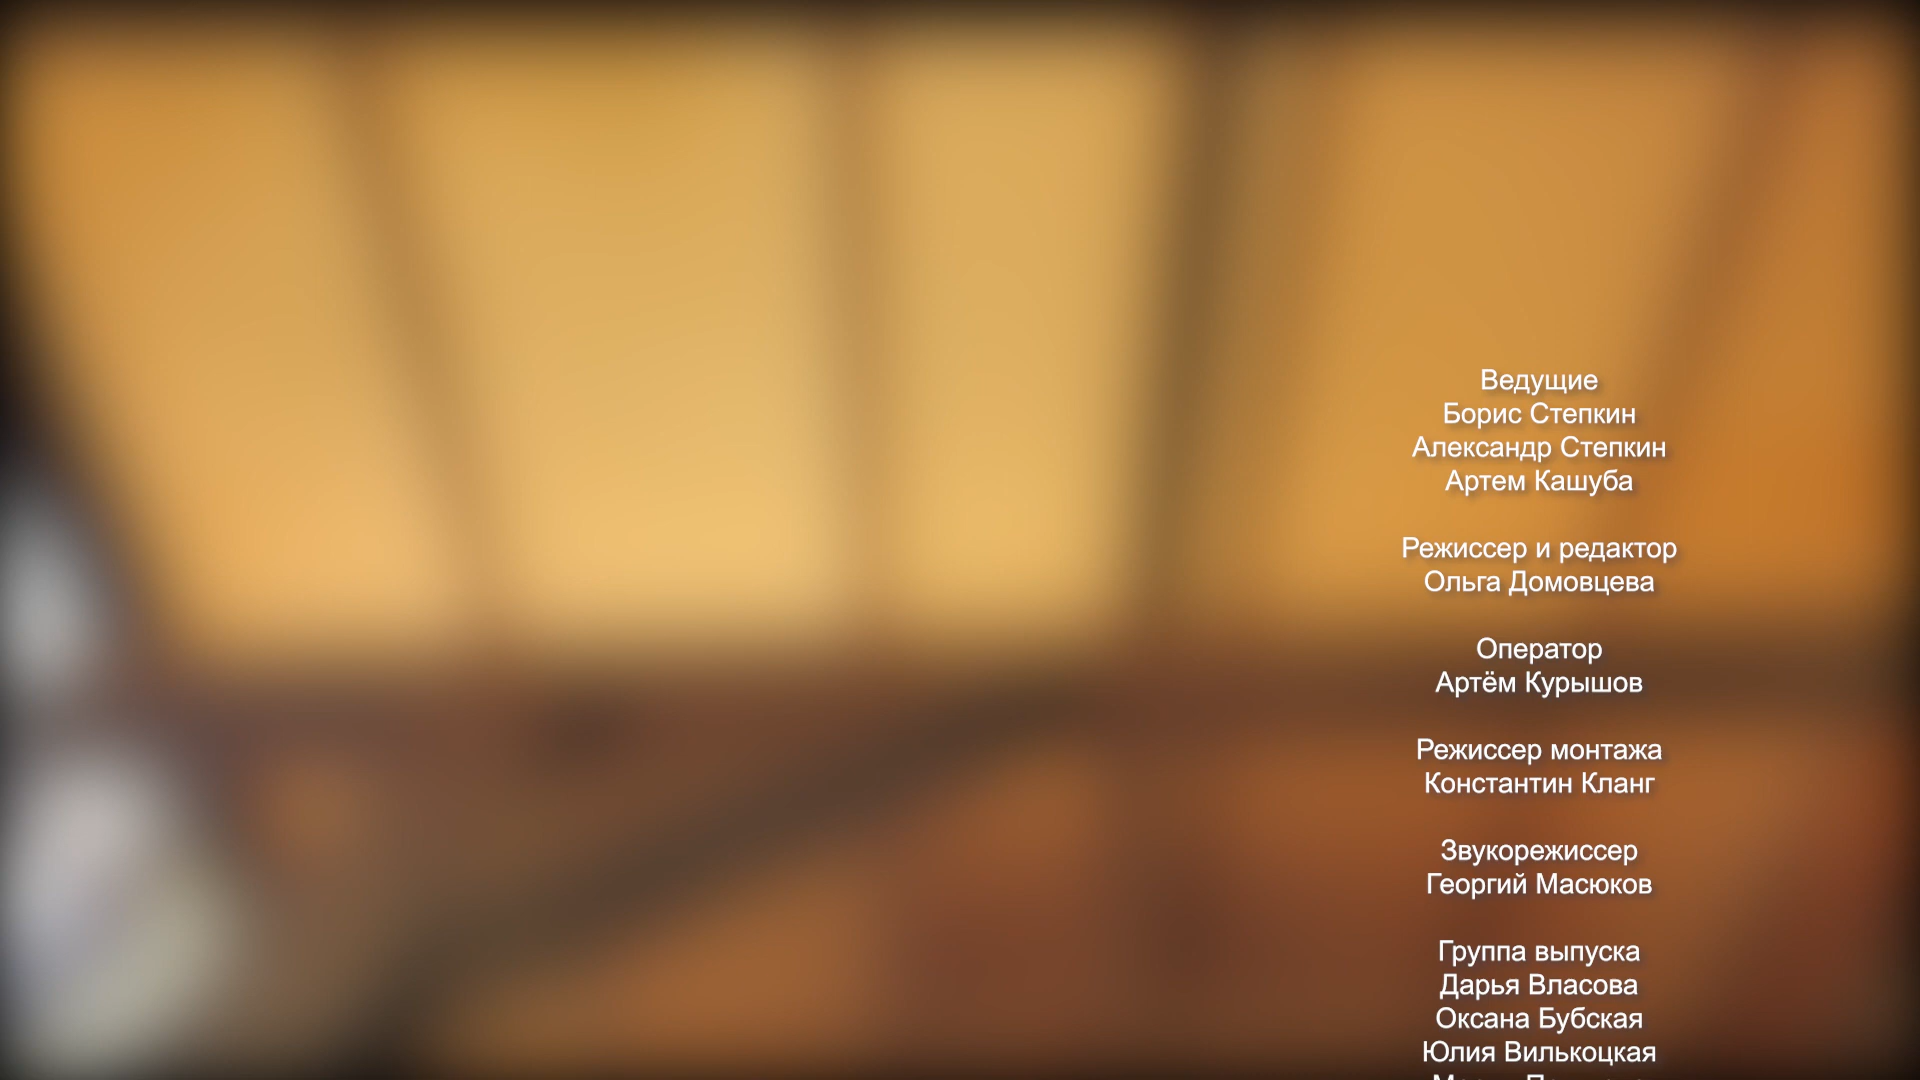 Ведущие
Борис Степкин
Александр Степкин
Артем Кашуба
Режиссер и редактор
Ольга Домовцева
Оператор
Артём Курышов
Режиссер монтажа
Константин Кланг
Звукорежиссер
Георгий Масюков
Группа выпуска
Дарья Власова
Оксана Бубская
Юлия Вилькоцкая